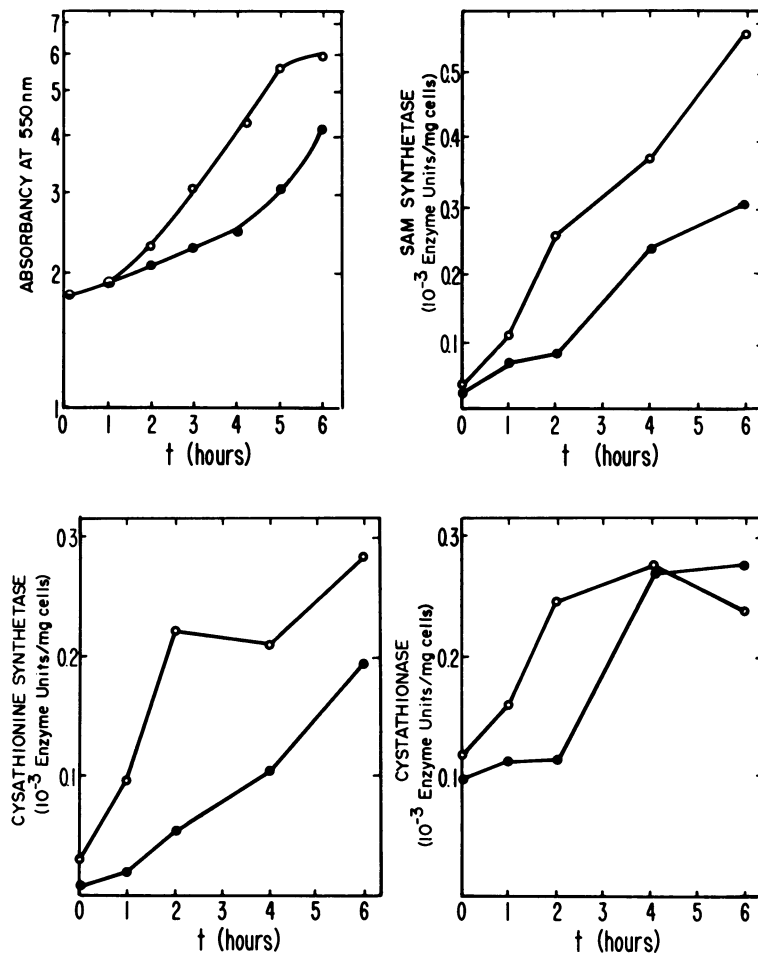 ABSORBANCY AT 550 nm
7
6
5
4
3
2
1
0 1 2 3 4 5 6
t (hours)
SAM SYNTHETASE
(10⁻³ Enzyme Units/mg cells)
0.5
0.4
0.3
0.2
0.1
0 1 2 3 4 5 6
t (hours)
CYSATHIONINE SYNTHETASE
(10⁻³ Enzyme Units/mg cells)
0.3
0.2
0.1
0 1 2 3 4 5 6
t (hours)
CYSTATHIONASE
(10⁻³ Enzyme Units/mg cells)
0.3
0.2
0.1
0 1 2 3 4 5 6
t (hours)